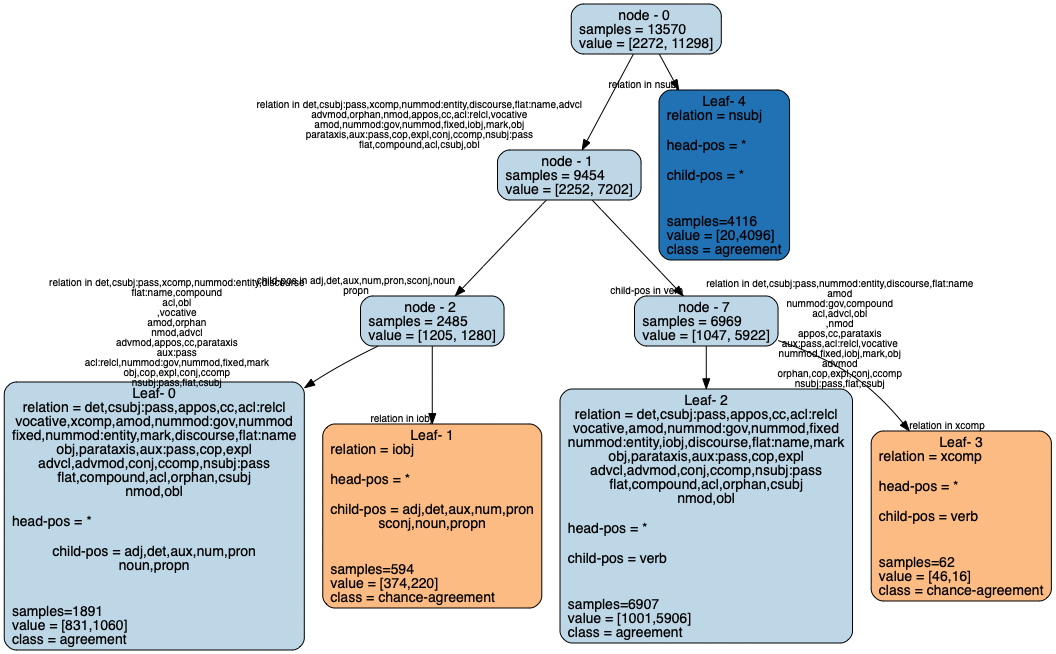 node - 0
samples = 13570
value = [2272, 11298]
relation in nsubj
relation in det,csubj:pass,xcomp,nummod:entity,discourse,flat:name,advcl
advmod,orphan,nmod,appos,cc,acl:relcl,vocative
amod,nummod:gov,nummod,fixed,iobj,mark,obj
parataxis,aux:pass,cop,expl,conj,ccomp,nsubj:pass
flat,compound,acl,csubj,obl
Leaf- 4
relation = nsubj
head-pos = *
child-pos = *
samples=4116
value = [20,4096]
class = agreement
node - 1
samples = 9454
value = [2252, 7202]
child-pos in adj,det,aux,num,pron,sconj,noun
propn
child-pos in verb
node - 2
samples = 2485
value = [1205, 1280]
node - 7
samples = 6969
value = [1047, 5922]
relation in det,csubj:pass,xcomp,nummod:entity,discourse
flat:name,compound
acl,obl
,vocative
amod,orphan
nmod,advcl
advmod,appos,cc,parataxis
aux:pass
acl:relcl,nummod:gov,nummod,fixed,mark
obj,cop,expl,conj,ccomp
nsubj:pass,flat,csubj
relation in iobj
relation in det,csubj:pass,nummod:entity,discourse,flat:name
amod
nummod:gov,compound
acl,advcl,obl
,nmod
appos,cc,parataxis
aux:pass,acl:relcl,vocative
nummod,fixed,iobj,mark,obj
advmod
orphan,cop,expl,conj,ccomp
nsubj:pass,flat,csubj
relation in xcomp
Leaf- 0
relation = det,csubj:pass,appos,cc,acl:relcl
vocative,xcomp,amod,nummod:gov,nummod
fixed,nummod:entity,mark,discourse,flat:name
obj,parataxis,aux:pass,cop,expl
advcl,advmod,conj,ccomp,nsubj:pass
flat,compound,acl,orphan,csubj
nmod,obl
head-pos = *
child-pos = adj,det,aux,num,pron
noun,propn
samples=1891
value = [831,1060]
class = agreement
Leaf- 1
relation = iobj
head-pos = *
child-pos = adj,det,aux,num,pron
sconj,noun,propn
samples=594
value = [374,220]
class = chance-agreement
Leaf- 2
relation = det,csubj:pass,appos,cc,acl:relcl
vocative,amod,nummod:gov,nummod,fixed
nummod:entity,iobj,discourse,flat:name,mark
obj,parataxis,aux:pass,cop,expl
advcl,advmod,conj,ccomp,nsubj:pass
flat,compound,acl,orphan,csubj
nmod,obl
head-pos = *
child-pos = verb
samples=6907
value = [1001,5906]
class = agreement
Leaf- 3
relation = xcomp
head-pos = *
child-pos = verb
samples=62
value = [46,16]
class = chance-agreement